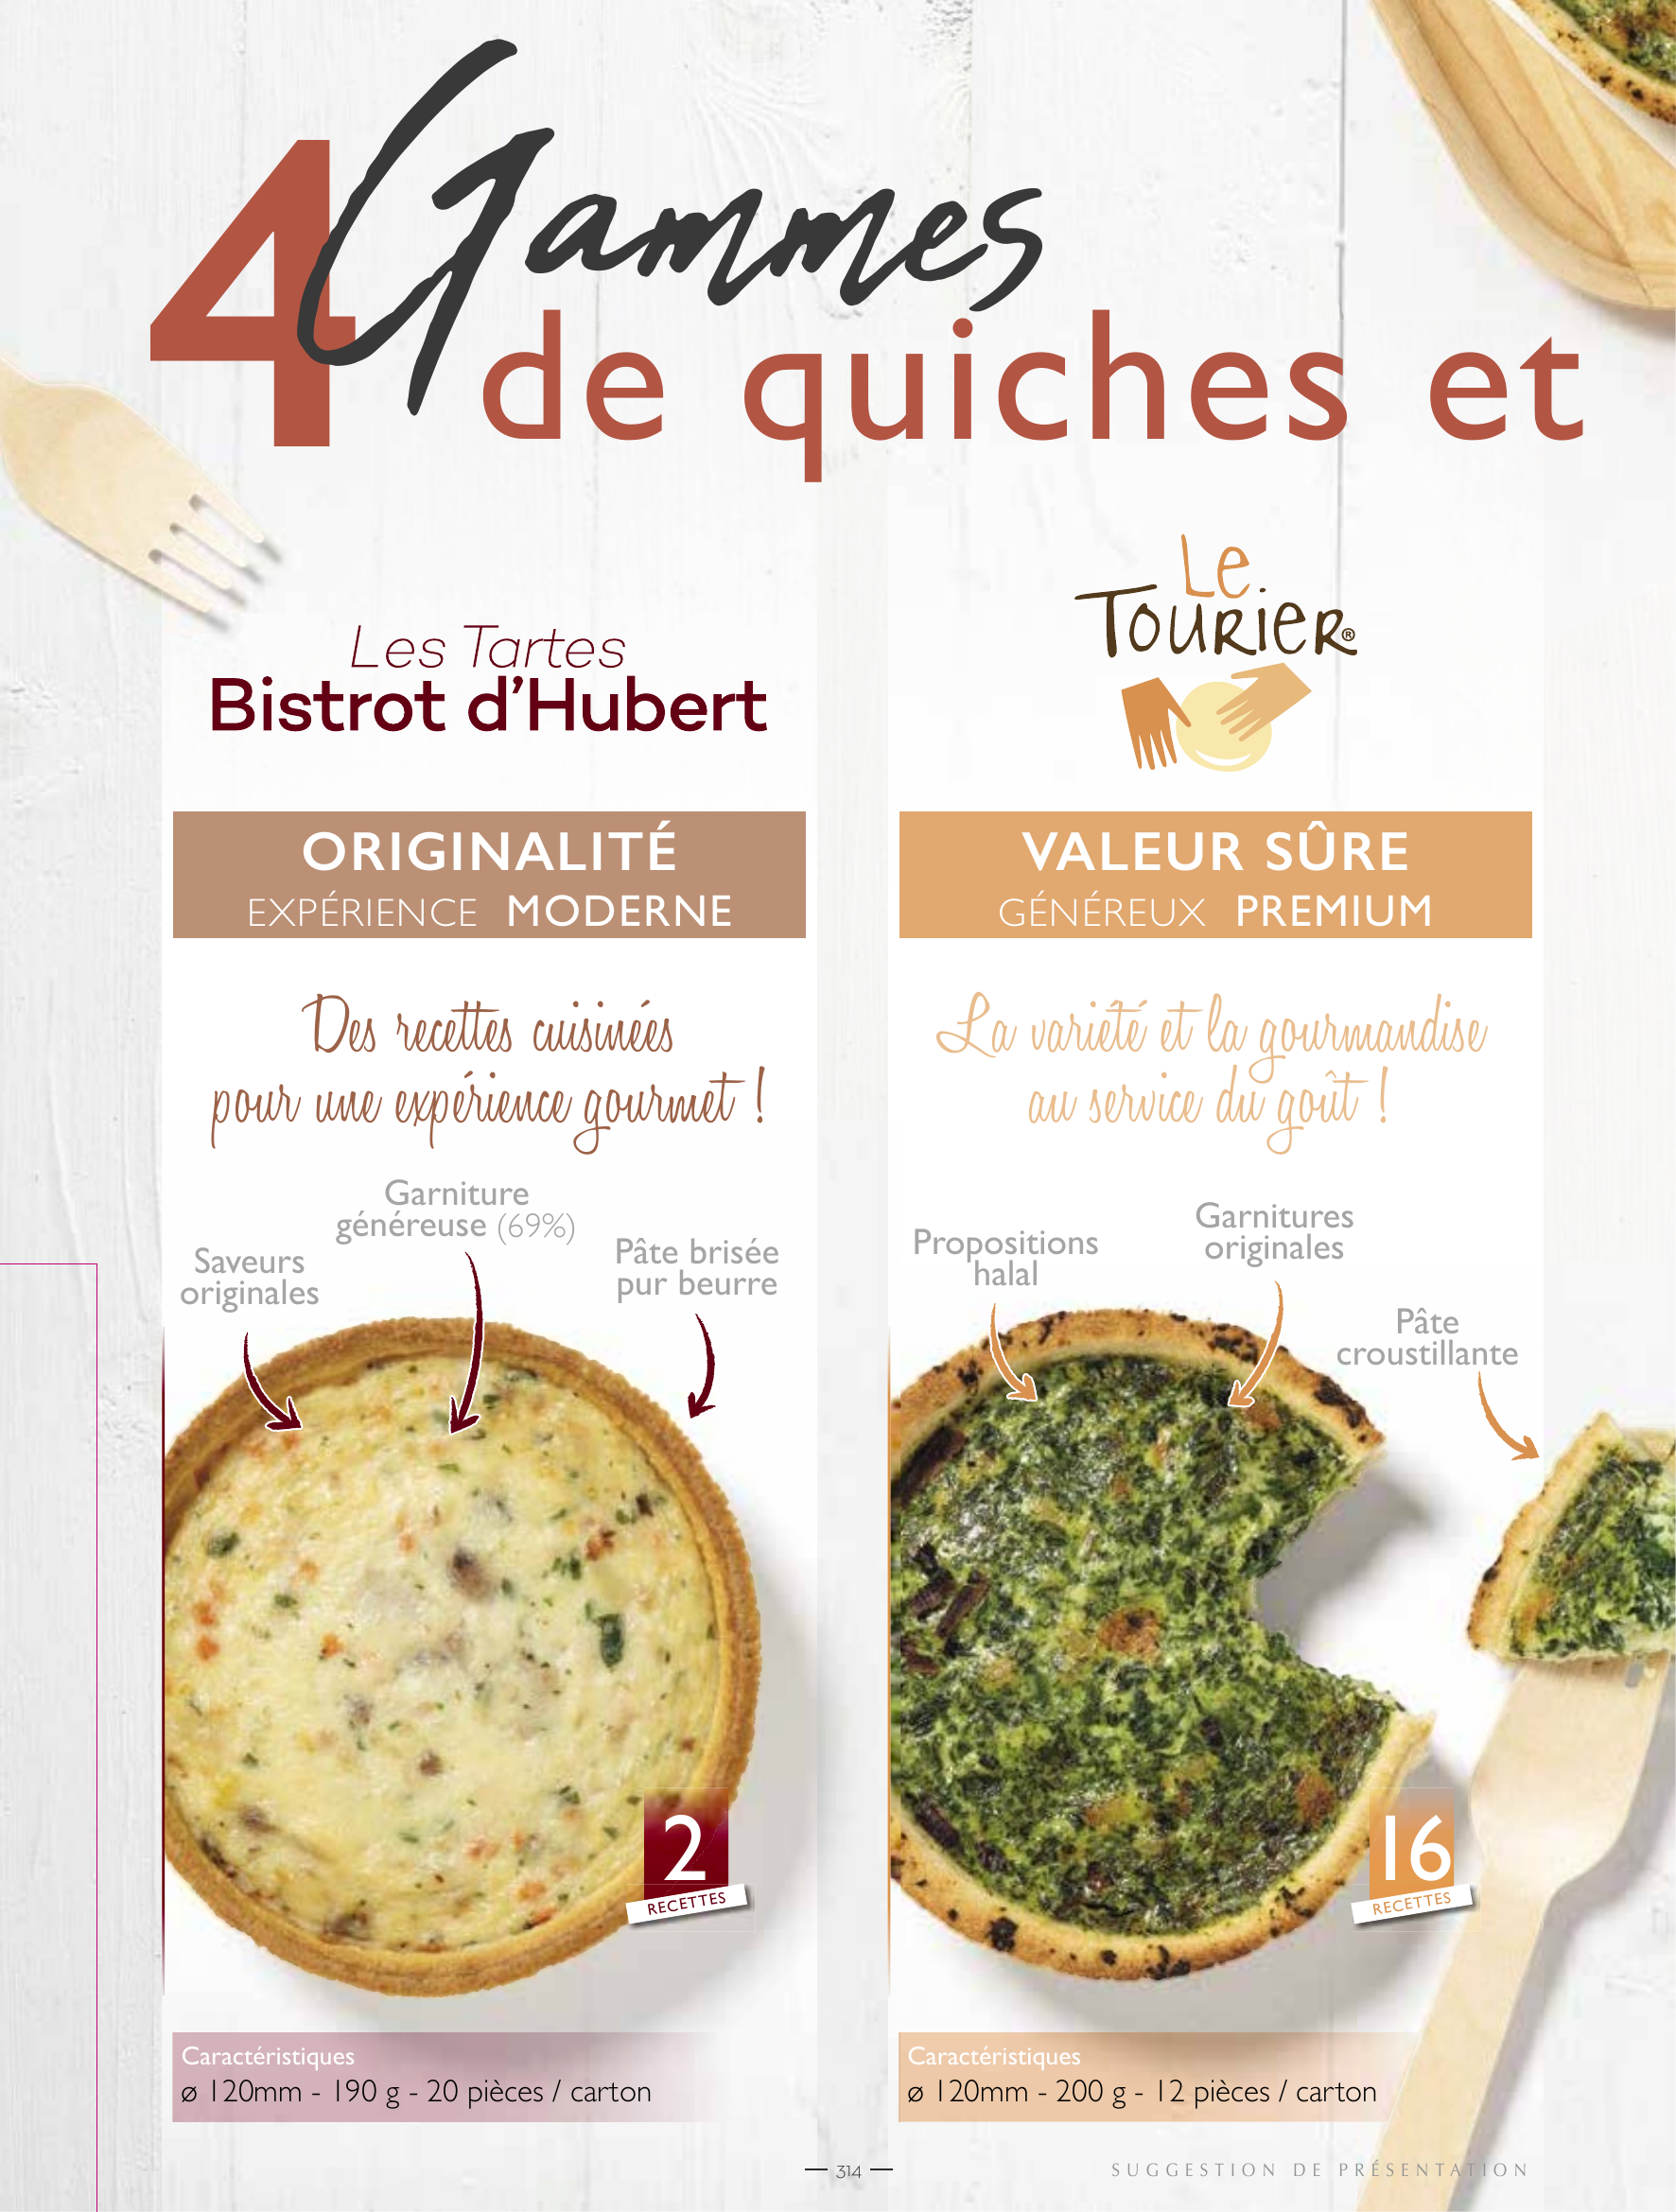 4 Gammes
de quiches et
Les Tartes
Bistrot d'Hubert
ORIGINALITÉ
EXPÉRIENCE MODERNE
Des recettes cuisinées
pour une expérience gourmet !
Garniture
généreuse (69%)
Saveurs
originales
Pâte brisée
pur beurre
2
RECETTES
Caractéristiques
ø 120mm - 190 g - 20 pièces / carton
Le
Tourier®
VALEUR SÛRE
GÉNÉREUX PREMIUM
La variété et la gourmandise
au service du goût !
Propositions
halal
Garnitures
originales
Pâte
croustillante
16
RECETTES
Caractéristiques
ø 120mm - 200 g - 12 pièces / carton
314
SUGGESTION DE PRÉSENTATION